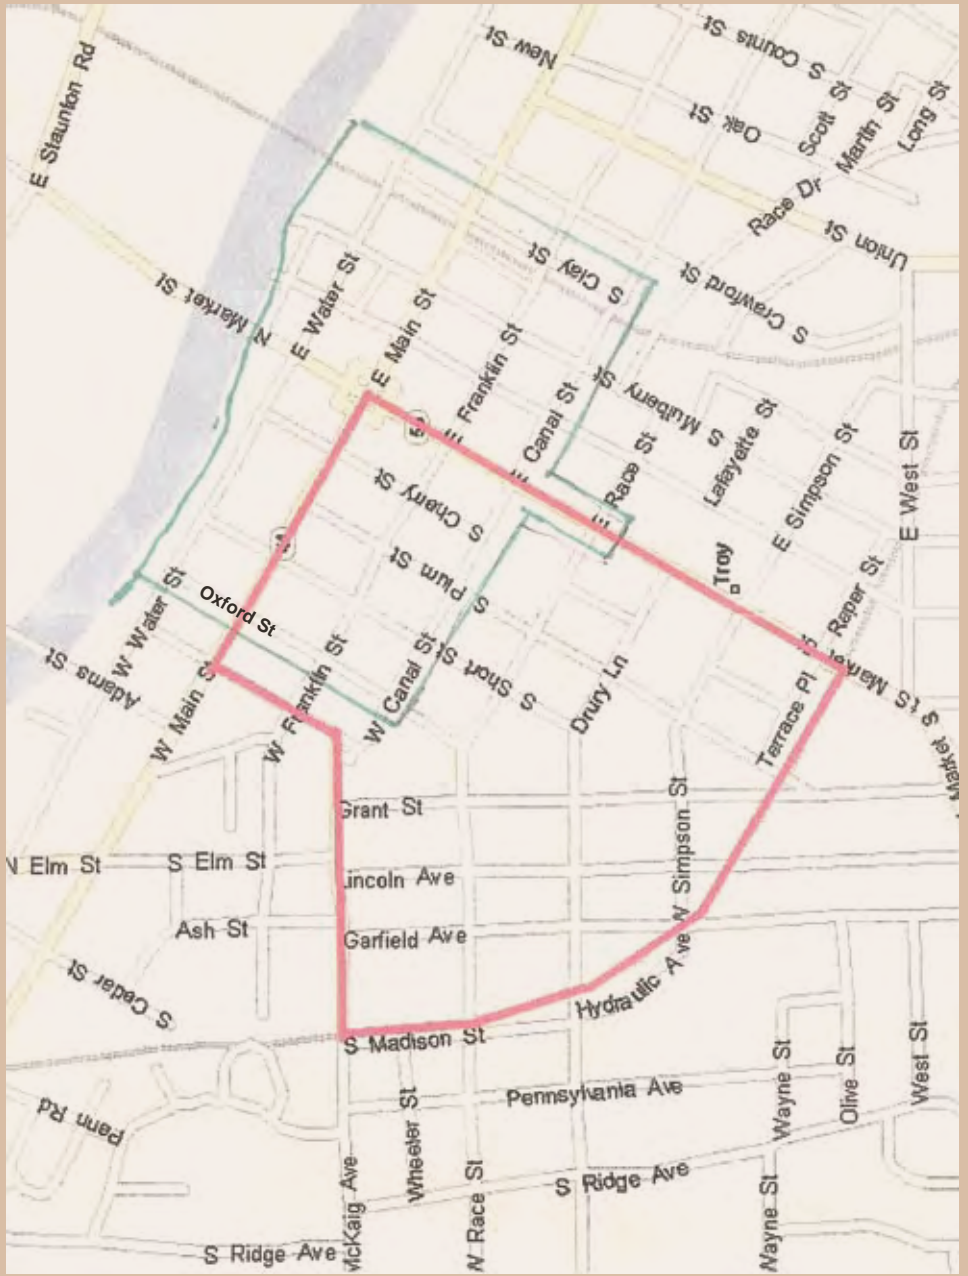 S Counts St
New St
E Staunton Rd
Oak St
Scott St
Martin St
Long St
Race Dr
Union St
S Clay St
S Crawford St
N Market St
E Water St
E Main St
E Franklin St
S Mulberry St
Canal St
Race St
Lafayette St
E Simpson St
E West St
S Cherry St
S Plum St
Troy
Oxford St
W Water St
Raper St
Market St
S Market St
Adams St
W Main St
W Franklin St
W Canal St
S Short St
Drury Ln
Terrace Pl
Grant St
W Simpson St
N Elm St
S Elm St
Lincoln Ave
Ash St
Garfield Ave
S Cedar St
Hydraulic Ave
S Madison St
Pennsylvania Ave
Wayne St
Olive St
West St
Penn Rd
Wheeler St
S Ridge Ave
McKaig Ave
W Race St
Wayne St
S Ridge Ave